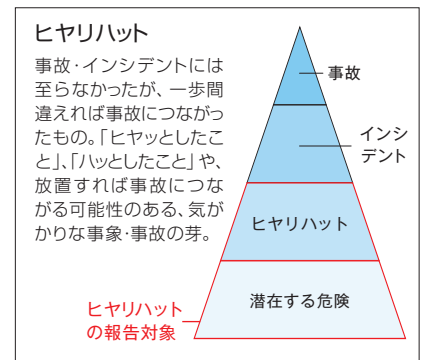 ヒヤリハット
事故・インシデントには
至らなかったが、一歩間
違えれば事故につながっ
たもの。「ヒヤッとしたこ
と」、「ハッとしたこと」や、
放置すれば事故につな
がる可能性のある、気が
かりな事象・事故の芽。
事故
インシ
デント
ヒヤリハット
潜在する危険
ヒヤリハット
の報告対象